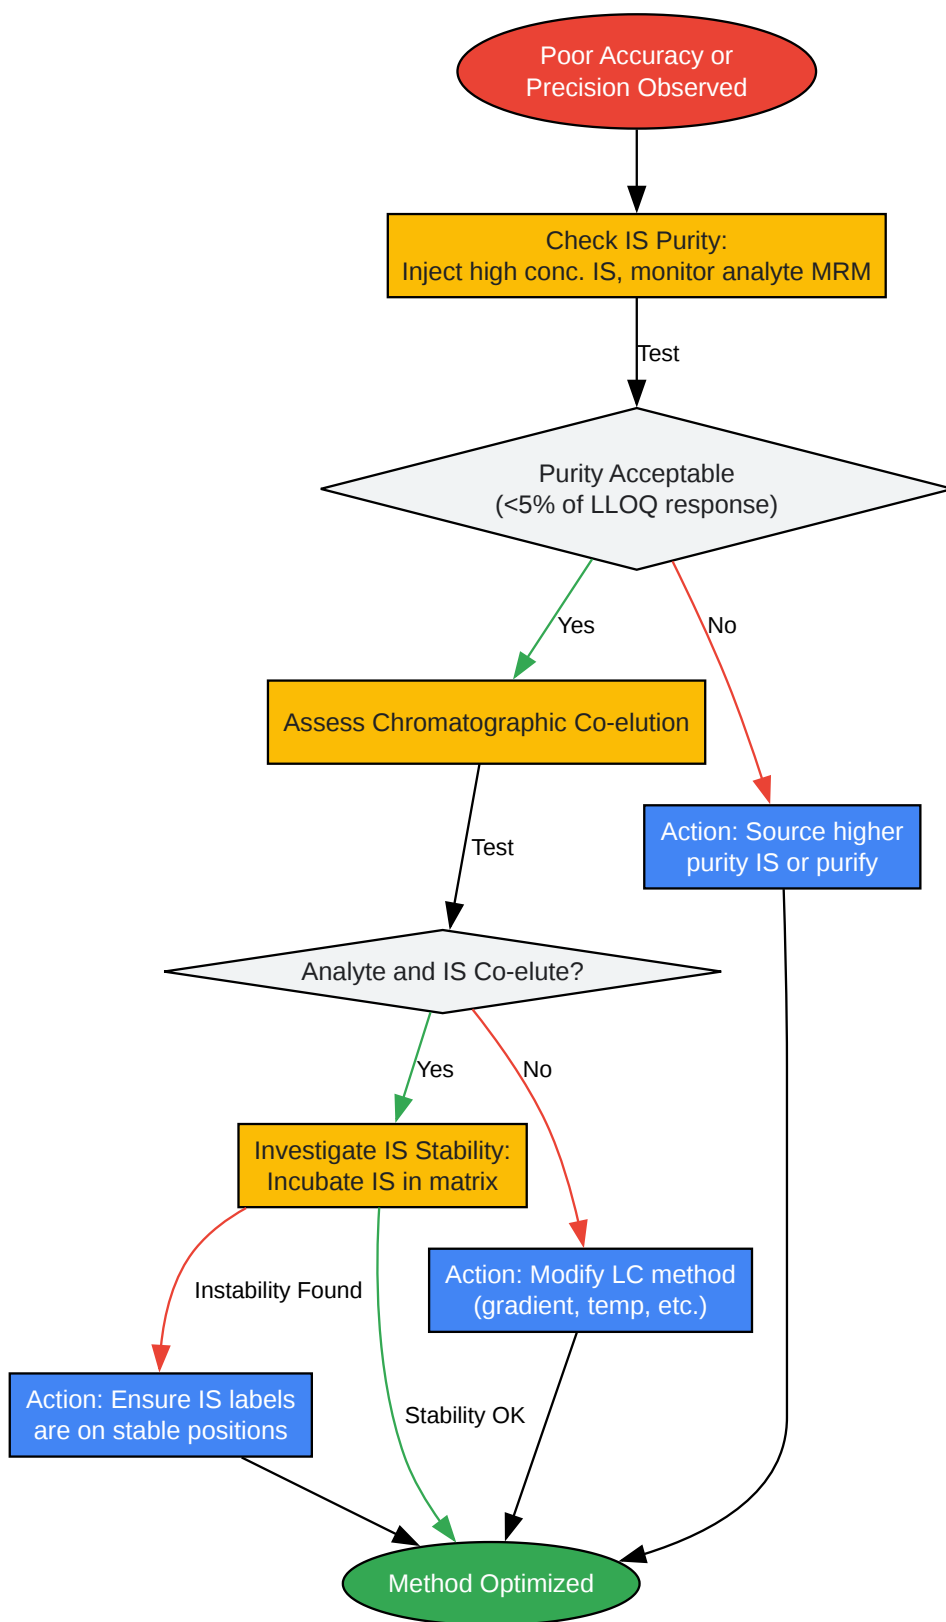 Poor Accuracy or
Precision Observed
Check IS Purity:
Inject high conc. IS, monitor analyte MRM
Test
Purity Acceptable
(<5% of LLOQ response)
Yes
No
Assess Chromatographic Co-elution
Action: Source higher
purity IS or purify
Test
Analyte and IS Co-elute?
Yes
No
Investigate IS Stability:
Incubate IS in matrix
Action: Modify LC method
(gradient, temp, etc.)
Instability Found
Action: Ensure IS labels
are on stable positions
Stability OK
Method Optimized